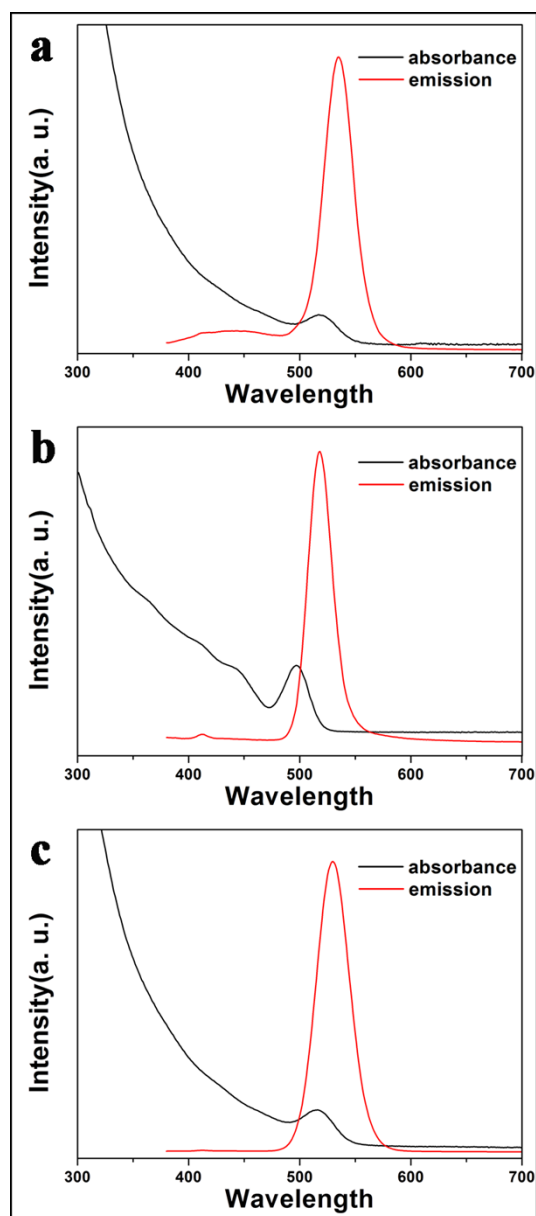 a
absorbance
emission
Intensity(a. u.)
300 400 500 600 700
Wavelength
b
absorbance
emission
Intensity(a. u.)
300 400 500 600 700
Wavelength
c
absorbance
emission
Intensity(a. u.)
300 400 500 600 700
Wavelength